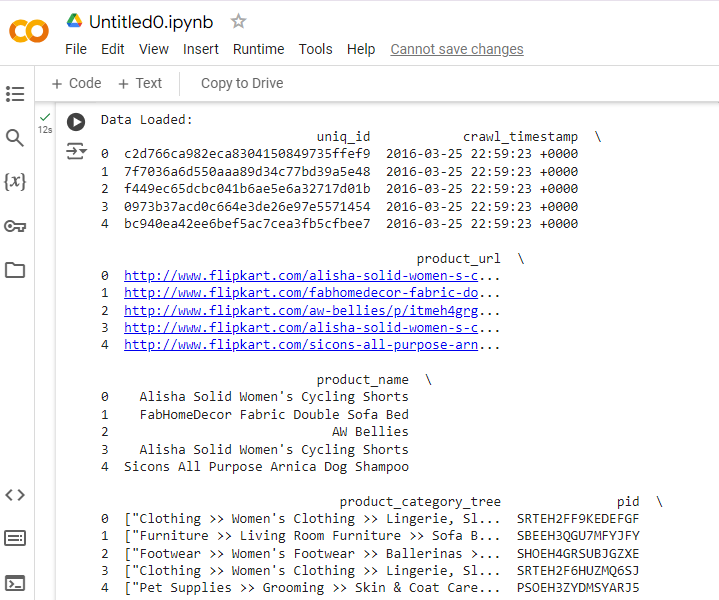 Untitled0.ipynb
File Edit View Insert Runtime Tools Help Cannot save changes
+ Code + Text Copy to Drive
12s
Data Loaded:
uniq_id crawl_timestamp \
0 c2d766ca982eca8304150849735ffef9 2016-03-25 22:59:23 +0000
1 7f7036a6d550aaa89d34c77bd39a5e48 2016-03-25 22:59:23 +0000
2 f449ec65dcbc041b6ae5e6a32717d01b 2016-03-25 22:59:23 +0000
3 0973b37acd0c664e3de26e97e5571454 2016-03-25 22:59:23 +0000
4 bc940ea42ee6bef5ac7cea3fb5cfbee7 2016-03-25 22:59:23 +0000
product_url \
0 http://www.flipkart.com/alisha-solid-women-s-c...
1 http://www.flipkart.com/fabhomedecor-fabric-do...
2 http://www.flipkart.com/aw-bellies/p/itmeh4grg...
3 http://www.flipkart.com/alisha-solid-women-s-c...
4 http://www.flipkart.com/sicons-all-purpose-arn...
product_name \
0 Alisha Solid Women's Cycling Shorts
1 FabHomeDecor Fabric Double Sofa Bed
2 AW Bellies
3 Alisha Solid Women's Cycling Shorts
4 Sicons All Purpose Arnica Dog Shampoo
product_category_tree pid \
0 ["Clothing >> Women's Clothing >> Lingerie, Sl... SRTEH2FF9KEDEFGF
1 ["Furniture >> Living Room Furniture >> Sofa B... SBEEH3QGU7MFYJFY
2 ["Footwear >> Women's Footwear >> Ballerinas >... SHOEH4GRSUBJGZXE
3 ["Clothing >> Women's Clothing >> Lingerie, Sl... SRTEH2F6HUZMQ6SJ
4 ["Pet Supplies >> Grooming >> Skin & Coat Care... PSOEH3ZYDMSYARJ5